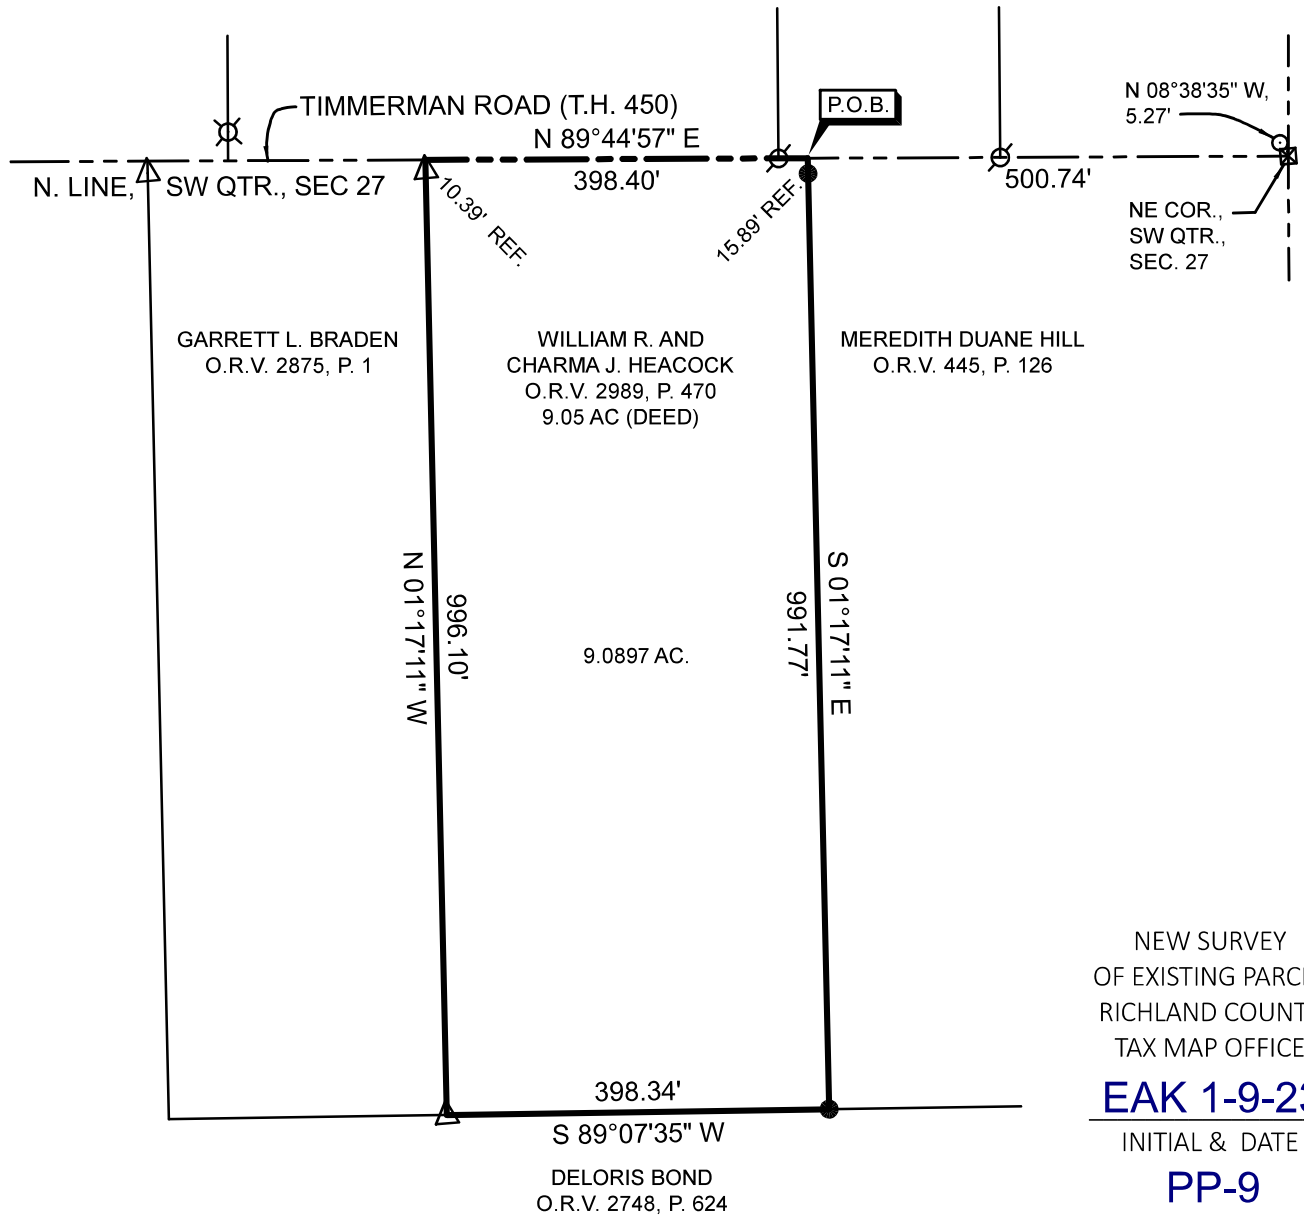 TIMMERMAN ROAD (T.H. 450)
P.O.B.
N 08°38'35" W,
5.27'
N 89°44'57" E
N. LINE, SW QTR., SEC 27
398.40'
500.74'
10.39' REF.
15.89' REF.
NE COR.,
SW QTR.,
SEC. 27
GARRETT L. BRADEN
O.R.V. 2875, P. 1
WILLIAM R. AND
CHARMA J. HEACOCK
O.R.V. 2989, P. 470
9.05 AC (DEED)
MEREDITH DUANE HILL
O.R.V. 445, P. 126
N 01°17'11" W
996.10'
9.0897 AC.
991.77'
S 01°17'11" E
398.34'
S 89°07'35" W
DELORIS BOND
O.R.V. 2748, P. 624
NEW SURVEY
OF EXISTING
RICHLAND
TAX MAP OFFICE
EAK
INITIAL & DATE
PP-9